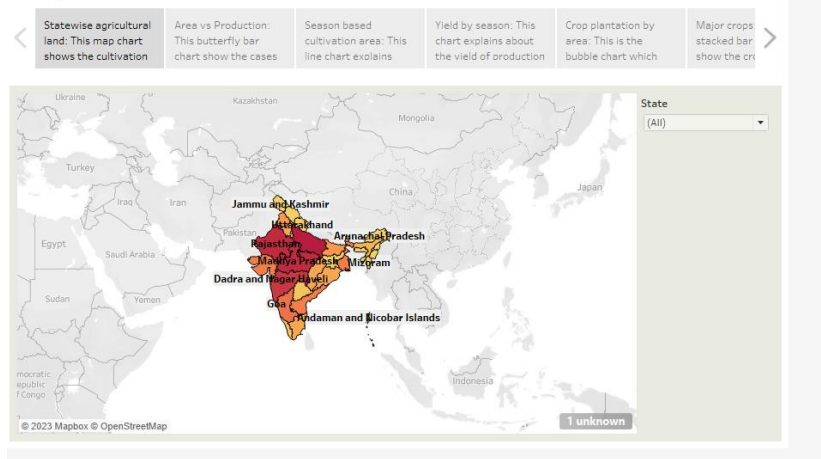 Statewise agricultural
land: This map chart
shows the cultivation
Area vs Production:
This butterfly bar
chart show the cases
Season based
cultivation area: This
line chart explains
Yield by season: This
chart explains about
the vield of production
Crop plantation by
area: This is the
bubble chart which
Major crops:
stacked bar
show the cro
State
(All)
Ukraine
Kazakhstan
Mongolia
Turkey
China
Japan
Iraq
Iran
Jammu and Kashmir
Uttarakhand
Pakistan
Arunachal Pradesh
Rajasthan
Egypt
Saudi Arabia
Madhya Pradesh
Mizoram
Dadra and Nagar Haveli
Sudan
Yemen
Goa
Andaman and Nicobar Islands
mocratic
epublic
f Congo
Indonesia
1 unknown
© 2023 Mapbox © OpenStreetMap